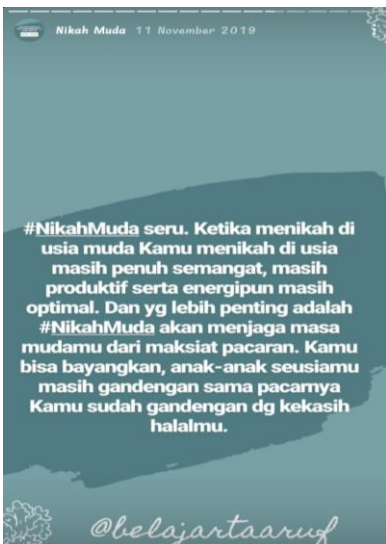 Nikah Muda 11 November 2019
#NikahMuda seru. Ketika menikah di
usia muda Kamu menikah di usia
masih penuh semangat, masih
produktif serta energipun masih
optimal. Dan yg lebih penting adalah
#NikahMuda akan menjaga masa
mudamu dari maksiat pacaran. Kamu
bisa bayangkan, anak-anak seusiamu
masih gandengan sama pacarnya
Kamu sudah gandengan dg kekasih
halalmu.
@belajartaaruf